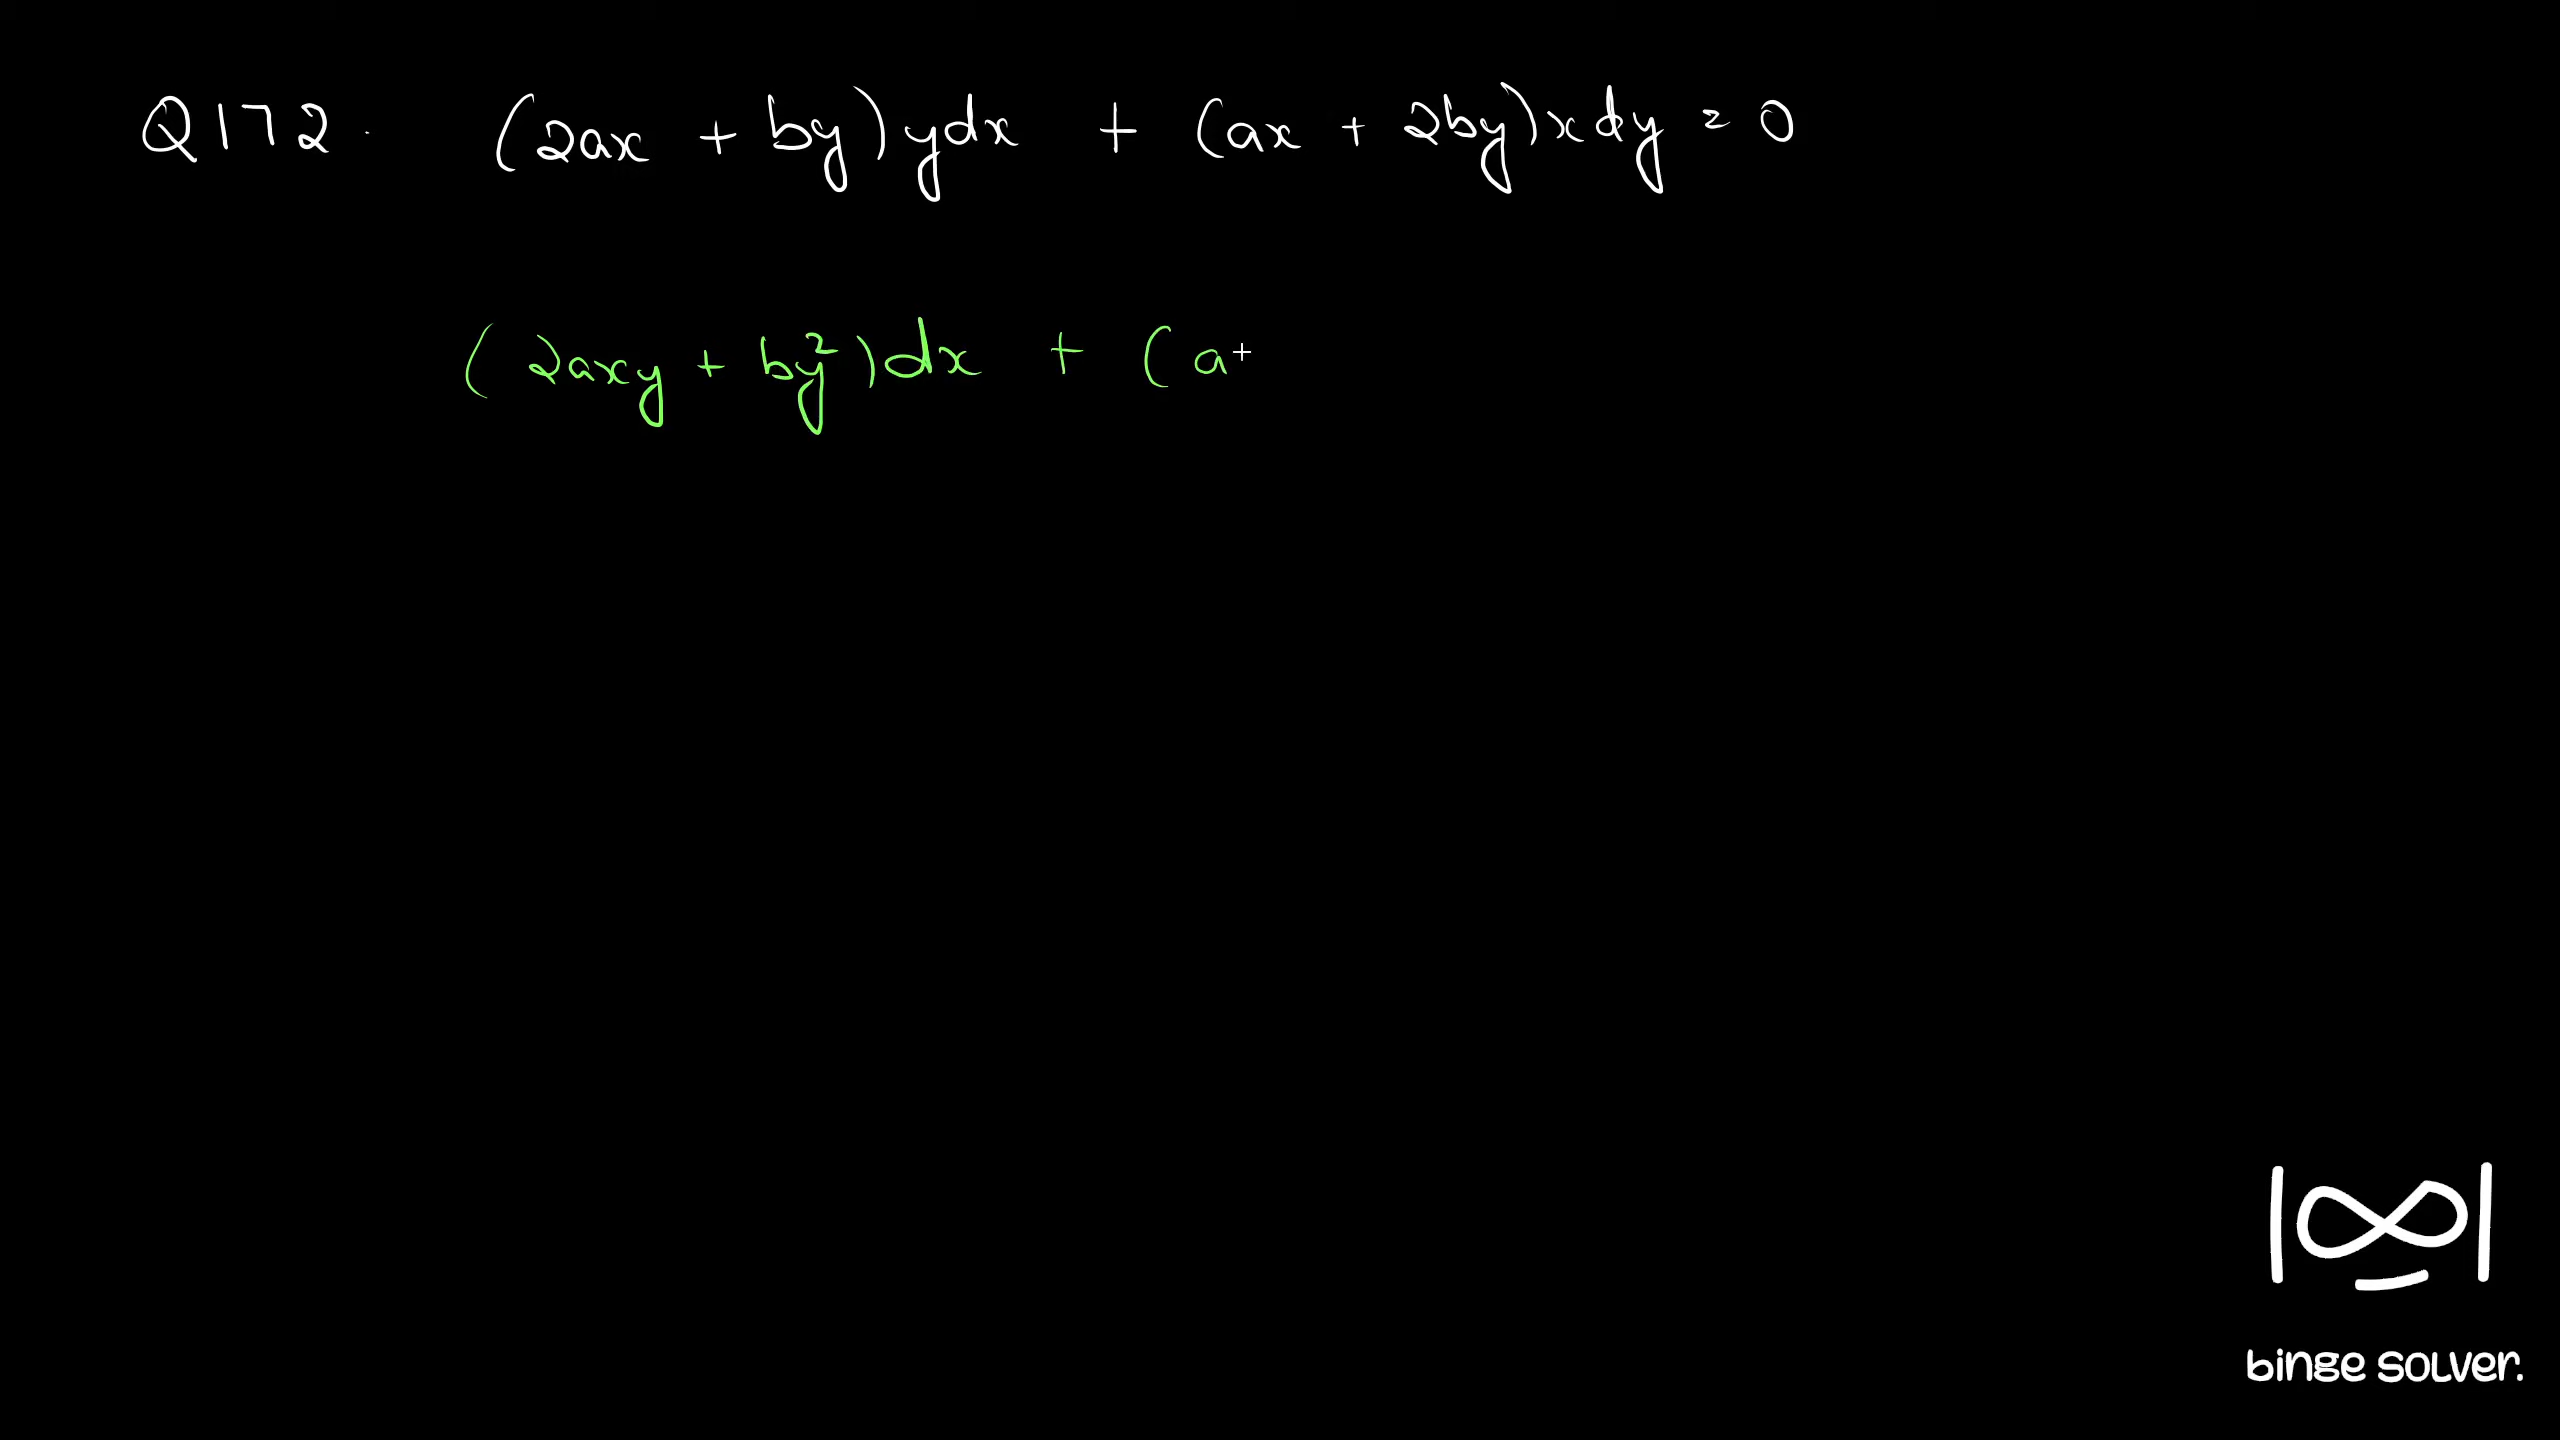 Q172. (2ax + by)ydx + (ax + 2by)xdy = 0
(2axy + by²)dx + (a
binge solver.